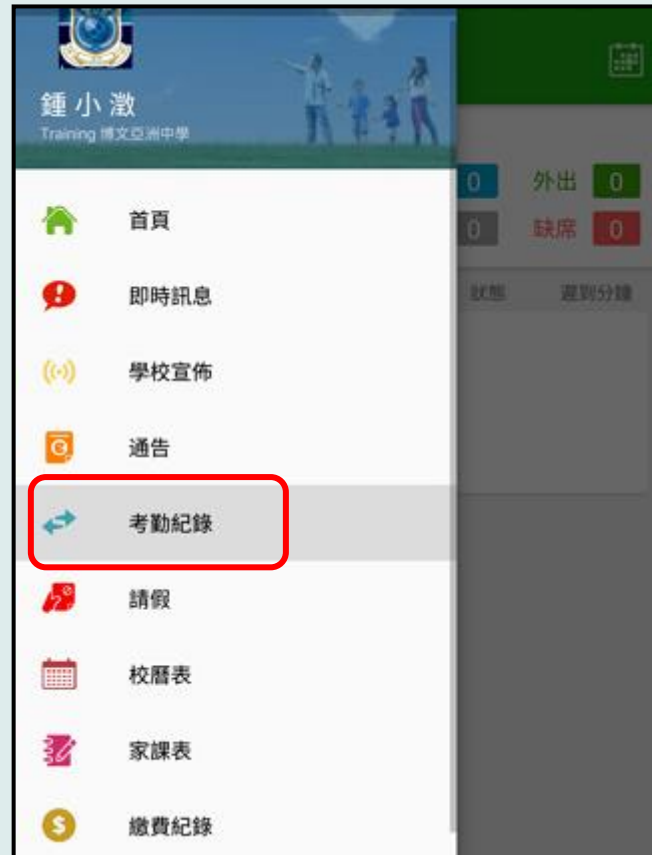 鍾小澂
Training 博文亞洲中學
0 外出 0
0 缺席 0
狀態 遲到分鐘
首頁
即時訊息
學校宣佈
通告
考勤紀錄
請假
校曆表
家課表
繳費紀錄